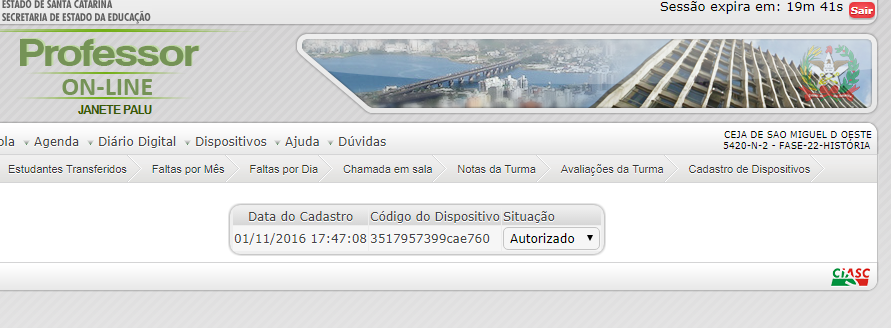 ESTADO DE SANTA CATARINA
SECRETARIA DE ESTADO DA EDUCAÇÃO
Sessão expira em: 19m 41s Sair
Professor
ON-LINE
JANETE PALU
ola Agenda Diário Digital Dispositivos Ajuda Dúvidas
CEJA DE SAO MIGUEL D OESTE
5420-N-2 - FASE-22-HISTÓRIA
Estudantes Transferidos Faltas por Mês Faltas por Dia Chamada em sala Notas da Turma Avaliações da Turma Cadastro de Dispositivos
Data do Cadastro Código do Dispositivo Situação
01/11/2016 17:47:08 3517957399cae760 Autorizado
CIASC